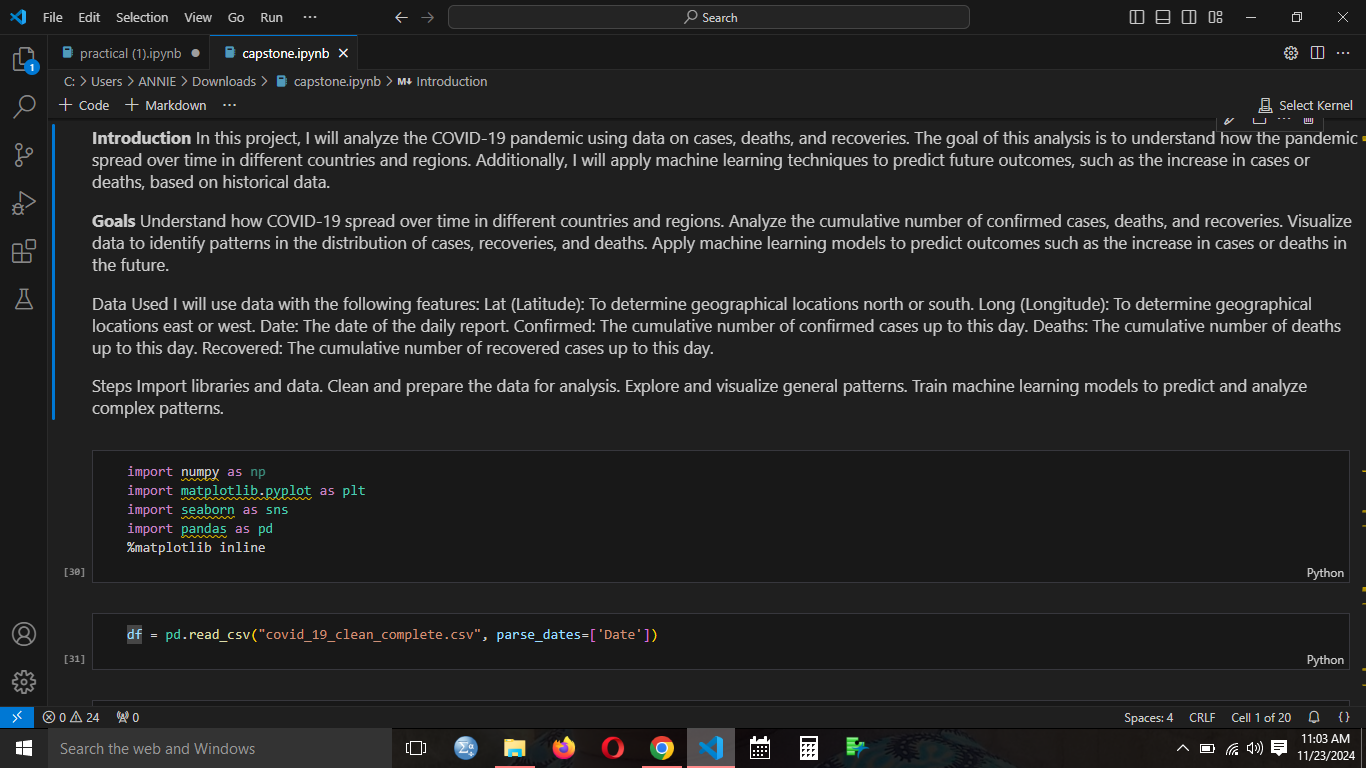 File Edit Selection View Go Run ···
Search
practical (1).ipynb
capstone.ipynb
C: > Users > ANNIE > Downloads > capstone.ipynb > M↓ Introduction
+ Code + Markdown ···
Select Kernel
Introduction In this project, I will analyze the COVID-19 pandemic using data on cases, deaths, and recoveries. The goal of this analysis is to understand how the pandemic
spread over time in different countries and regions. Additionally, I will apply machine learning techniques to predict future outcomes, such as the increase in cases or
deaths, based on historical data.
Goals Understand how COVID-19 spread over time in different countries and regions. Analyze the cumulative number of confirmed cases, deaths, and recoveries. Visualize
data to identify patterns in the distribution of cases, recoveries, and deaths. Apply machine learning models to predict outcomes such as the increase in cases or deaths in
the future.
Data Used I will use data with the following features: Lat (Latitude): To determine geographical locations north or south. Long (Longitude): To determine geographical
locations east or west. Date: The date of the daily report. Confirmed: The cumulative number of confirmed cases up to this day. Deaths: The cumulative number of deaths
up to this day. Recovered: The cumulative number of recovered cases up to this day.
Steps Import libraries and data. Clean and prepare the data for analysis. Explore and visualize general patterns. Train machine learning models to predict and analyze
complex patterns.
import numpy as np
import matplotlib.pyplot as plt
import seaborn as sns
import pandas as pd
%matplotlib inline
[30]
Python
df = pd.read_csv("covid_19_clean_complete.csv", parse_dates=['Date'])
[31]
Python
1
0 24 0
Spaces: 4 CRLF Cell 1 of 20 {}
Search the web and Windows
11:03 AM
11/23/2024